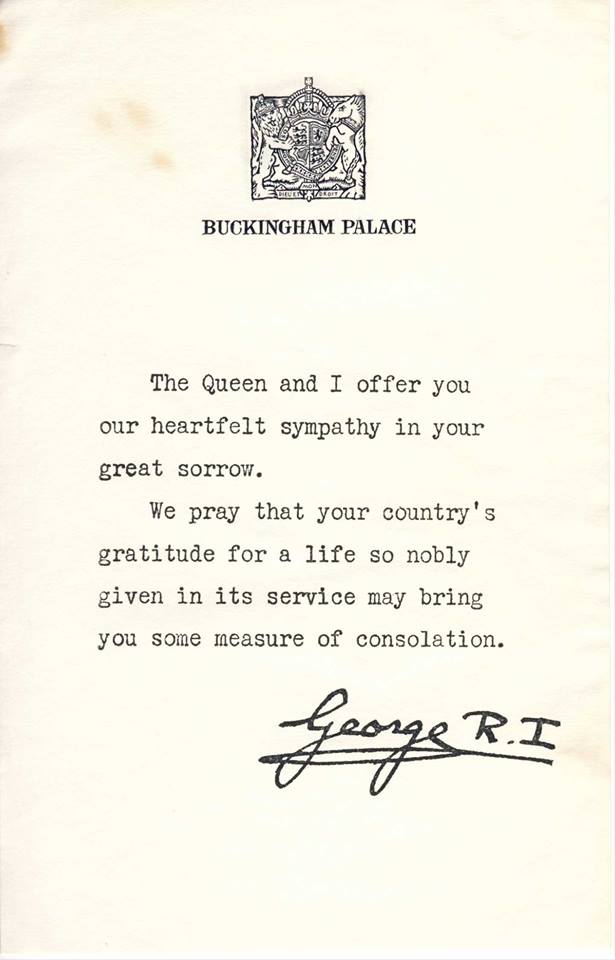 DIEU ET MON DROIT
BUCKINGHAM PALACE
The Queen and I offer you
our heartfelt sympathy in your
great sorrow.
We pray that your country's
gratitude for a life so nobly
given in its service may bring
you some measure of consolation.
George R.I